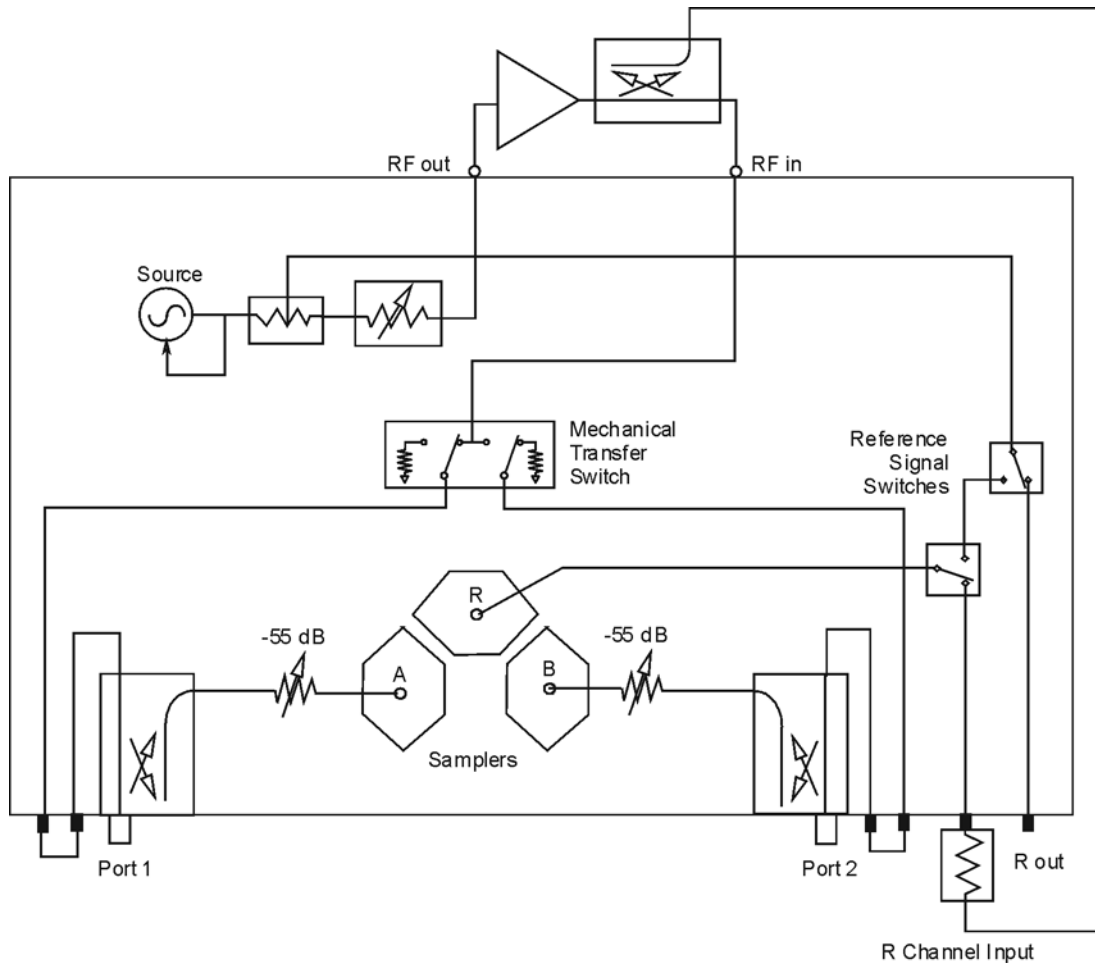 RF out
RF in
Source
Mechanical
Transfer
Switch
Reference
Signal
Switches
R
-55 dB
-55 dB
A
B
Samplers
Port 1
Port 2
R out
R Channel Input